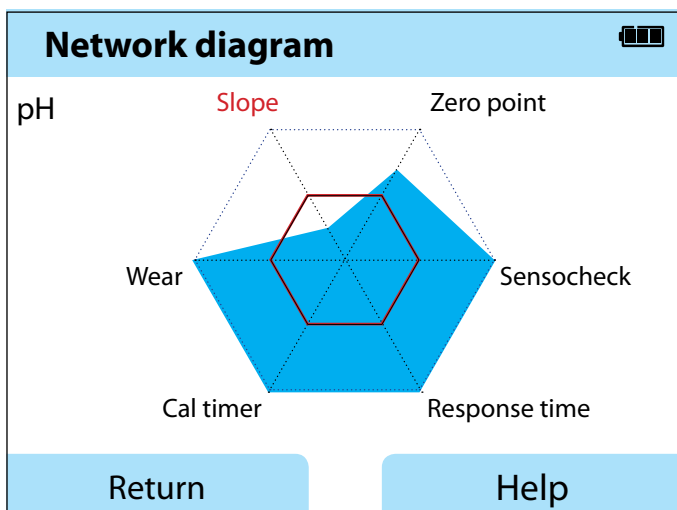 Network diagram
pH
Slope
Zero point
Wear
Sensocheck
Cal timer
Response time
Return
Help